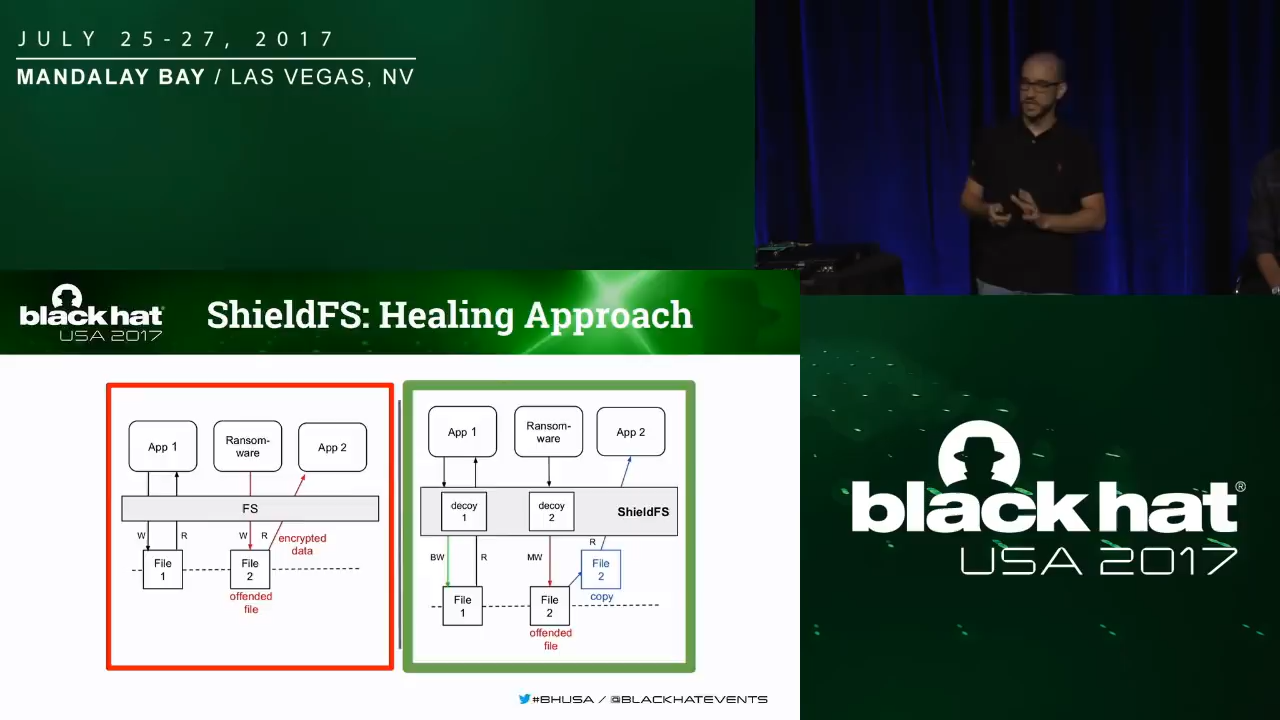 JULY 25-27, 2017
MANDALAY BAY / LAS VEGAS, NV
black hat®
USA 2017
ShieldFS: Healing Approach
App 1
Ransom-
ware
App 2
FS
W
R
W
R
encrypted
data
File
1
File
2
offended
file
App 1
Ransom-
ware
App 2
decoy
1
decoy
2
ShieldFS
BW
R
MW
R
File
2
copy
File
1
File
2
offended
file
#BHUSA / @BLACKHATEVENTS
black hat®
USA 2017